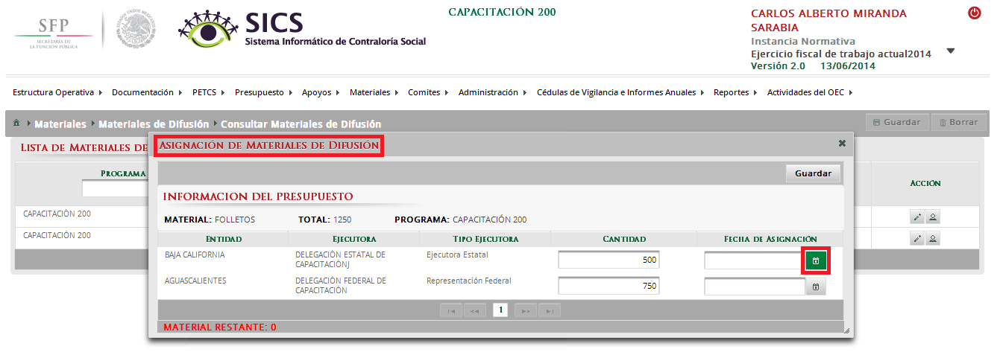 SFP
SECRETARÍA DE
LA FUNCIÓN PÚBLICA
ESTADOS UNIDOS MEXICANOS
SICS
Sistema Informático de Contraloría Social
CAPACITACIÓN 200
CARLOS ALBERTO MIRANDA
SARABIA
Instancia Normativa
Ejercicio fiscal de trabajo actual2014
Versión 2.0 13/06/2014
Estructura Operativa Documentación PETCS Presupuesto Apoyos Materiales Comites Administración Cédulas de Vigilancia e Informes Anuales Reportes Actividades del OEC
Materiales Materiales de Difusión Consultar Materiales de Difusión Guardar Borrar
LISTA DE MATERIALES DE
PROGRAMA
ACCIÓN
CAPACITACIÓN 200
CAPACITACIÓN 200
ASIGNACIÓN DE MATERIALES DE DIFUSIÓN
Guardar
INFORMACION DEL PRESUPUESTO
MATERIAL: FOLLETOS TOTAL: 1250 PROGRAMA: CAPACITACIÓN 200
ENTIDAD EJECUTORA TIPO EJECUTORA CANTIDAD FECHA DE ASIGNACIÓN
BAJA CALIFORNIA DELEGACIÓN ESTATAL DE Ejecutora Estatal 500
CAPACITACIÓNJ
AGUASCALIENTES DELEGACIÓN FEDERAL DE Representación Federal 750
CAPACITACIÓN
1
MATERIAL RESTANTE: 0